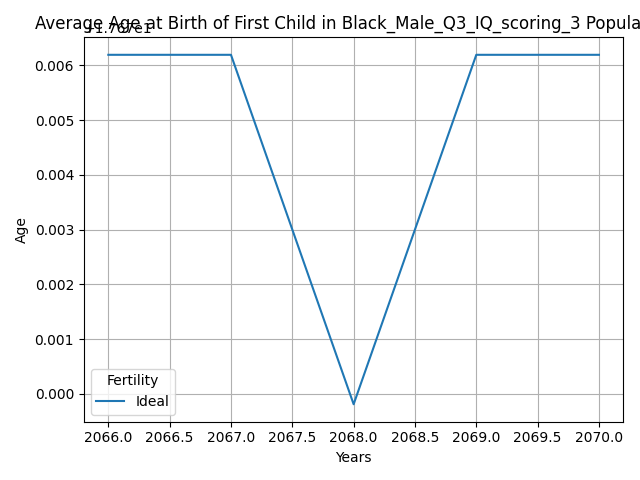 Average Age at Birth of First Child in Black_Male_Q3_IQ_scoring_3 Popula
0.006
0.005
0.004
0.003
0.002
0.001
0.000
Age
Fertility
Ideal
2066.0 2066.5 2067.0 2067.5 2068.0 2068.5 2069.0 2069.5 2070.0
Years